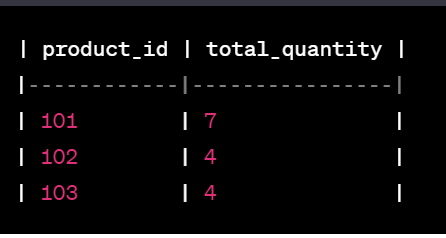 | product_id | total_quantity |
|------------|----------------|
| 101        | 7              |
| 102        | 4              |
| 103        | 4              |